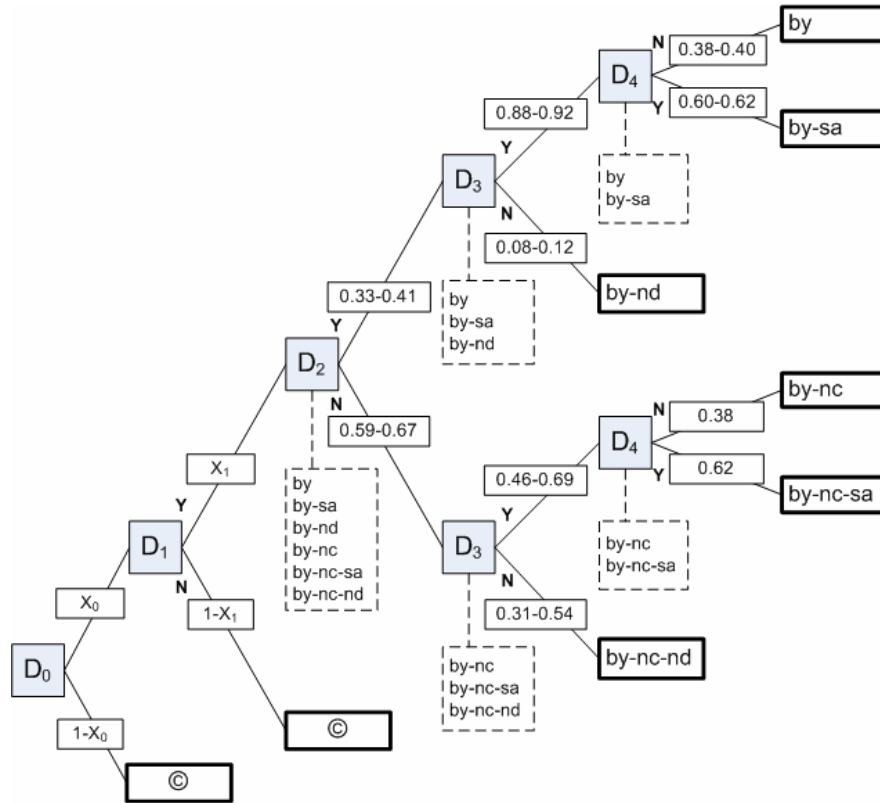 by
N
0.38-0.40
D₄
0.88-0.92
Y
0.60-0.62
by-sa
Y
by
by-sa
D₃
N
0.08-0.12
by-nd
0.33-0.41
by
by-sa
by-nd
Y
D₂
N
0.59-0.67
by-nc
N
0.38
D₄
X₁
0.46-0.69
Y
0.62
by-nc-sa
by
by-sa
by-nd
by-nc
by-nc-sa
by-nc-nd
Y
Y
D₁
D₃
by-nc
by-nc-sa
N
N
X₀
1-X₁
0.31-0.54
by-nc-nd
D₀
by-nc
by-nc-sa
by-nc-nd
1-X₀
©
©